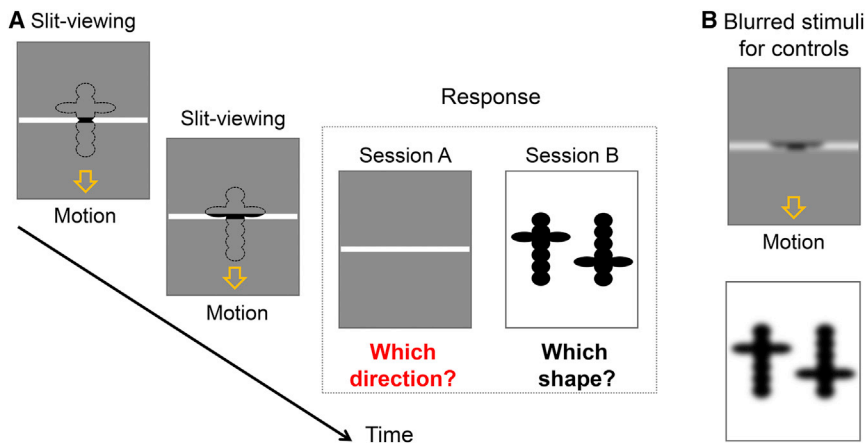 A Slit-viewing
Motion
Slit-viewing
Motion
Response
Session A
Which
direction?
Session B
Which
shape?
Time
B Blurred stimuli
for controls
Motion